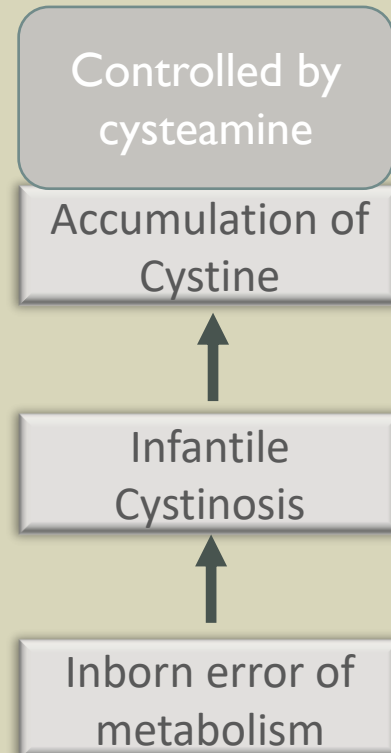 Controlled by
cysteamine
Accumulation of
Cystine
Infantile
Cystinosis
Inborn error of
metabolism